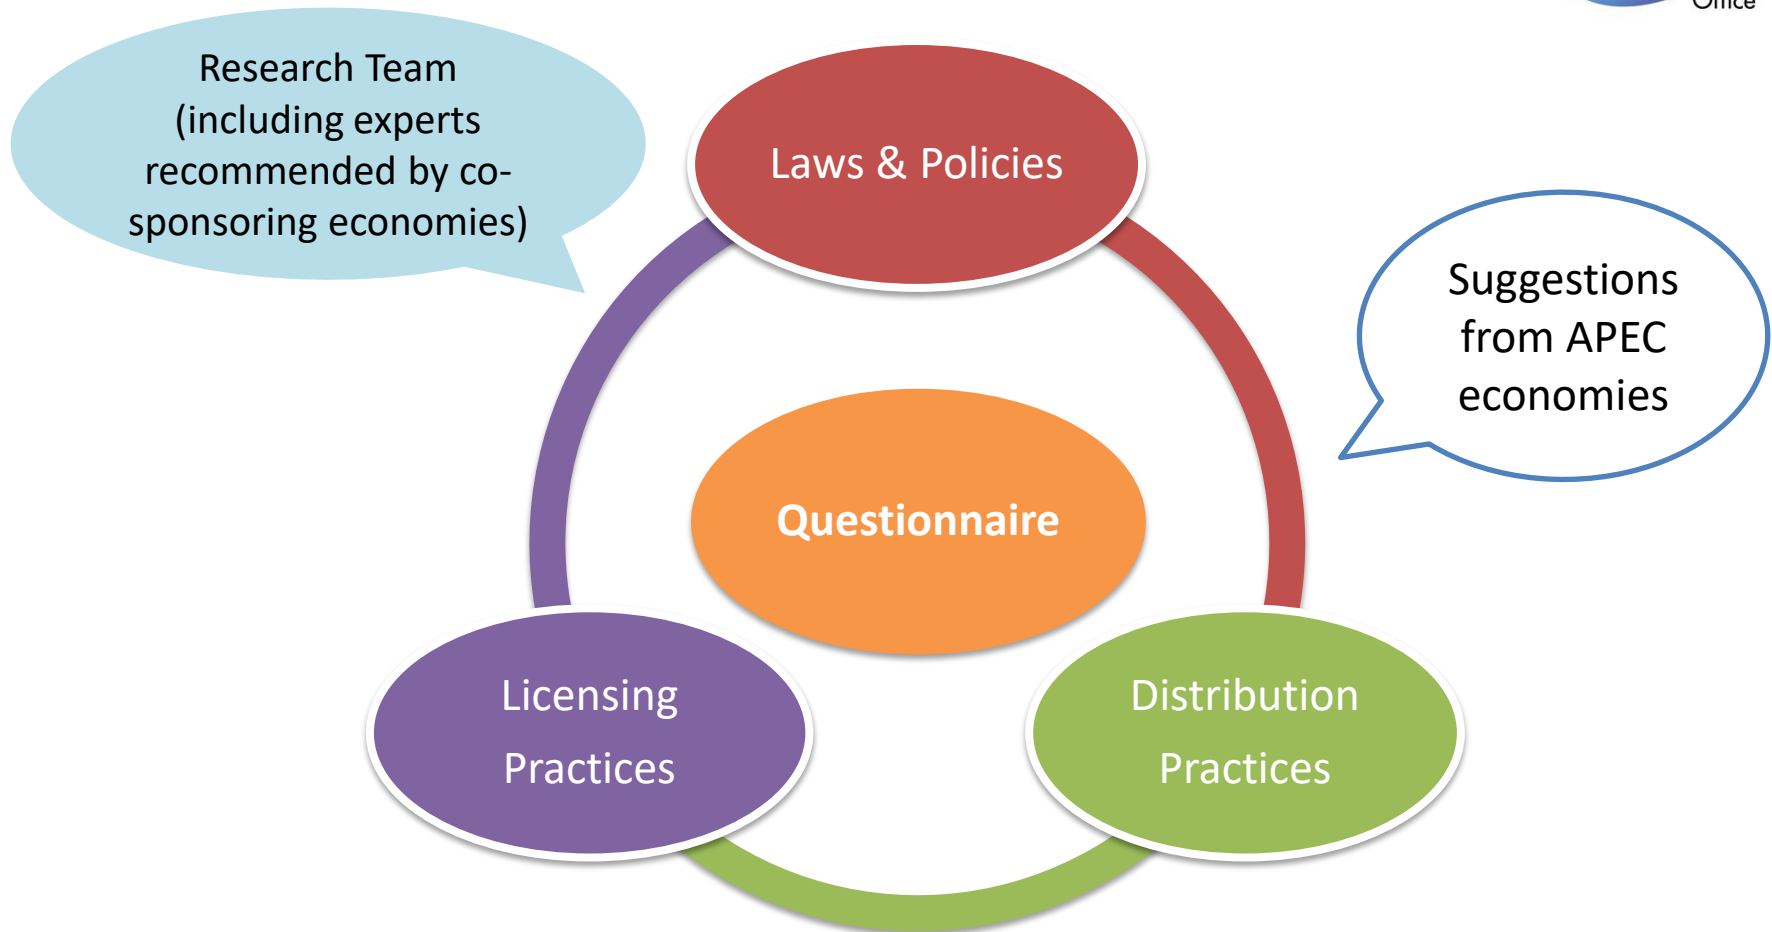 Office
Research Team
(including experts
recommended by co-
sponsoring economies)
Laws & Policies
Suggestions
from APEC
economies
Questionnaire
Licensing
Practices
Distribution
Practices